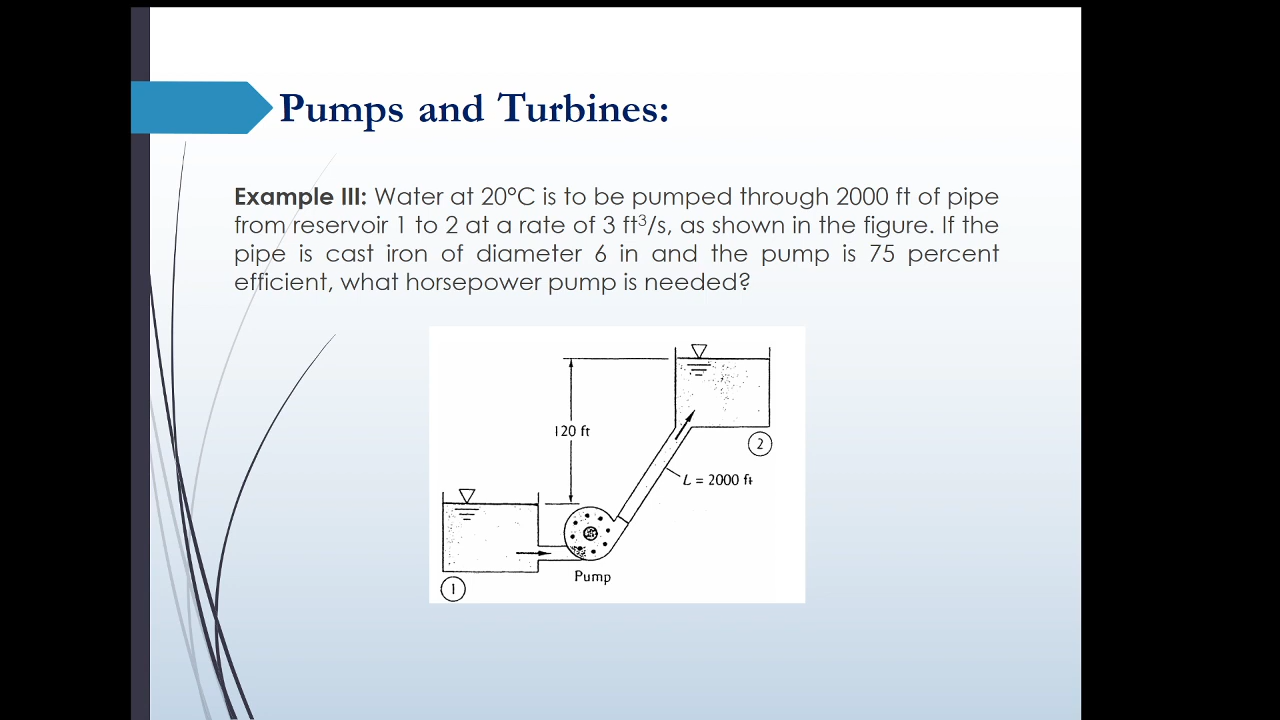 Pumps and Turbines:
Example III: Water at 20°C is to be pumped through 2000 ft of pipe
from reservoir 1 to 2 at a rate of 3 ft³/s, as shown in the figure. If the
pipe is cast iron of diameter 6 in and the pump is 75 percent
efficient, what horsepower pump is needed?
120 ft
2
L = 2000 ft
Pump
1